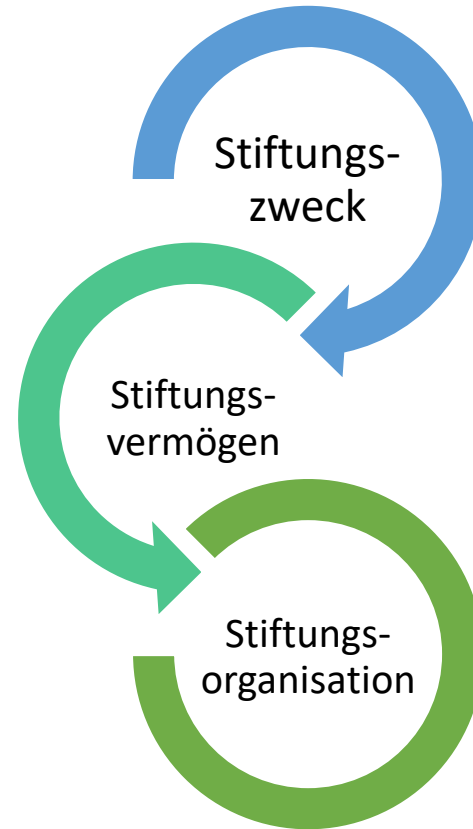 Stiftungs-
zweck
Stiftungs-
vermögen
Stiftungs-
organisation